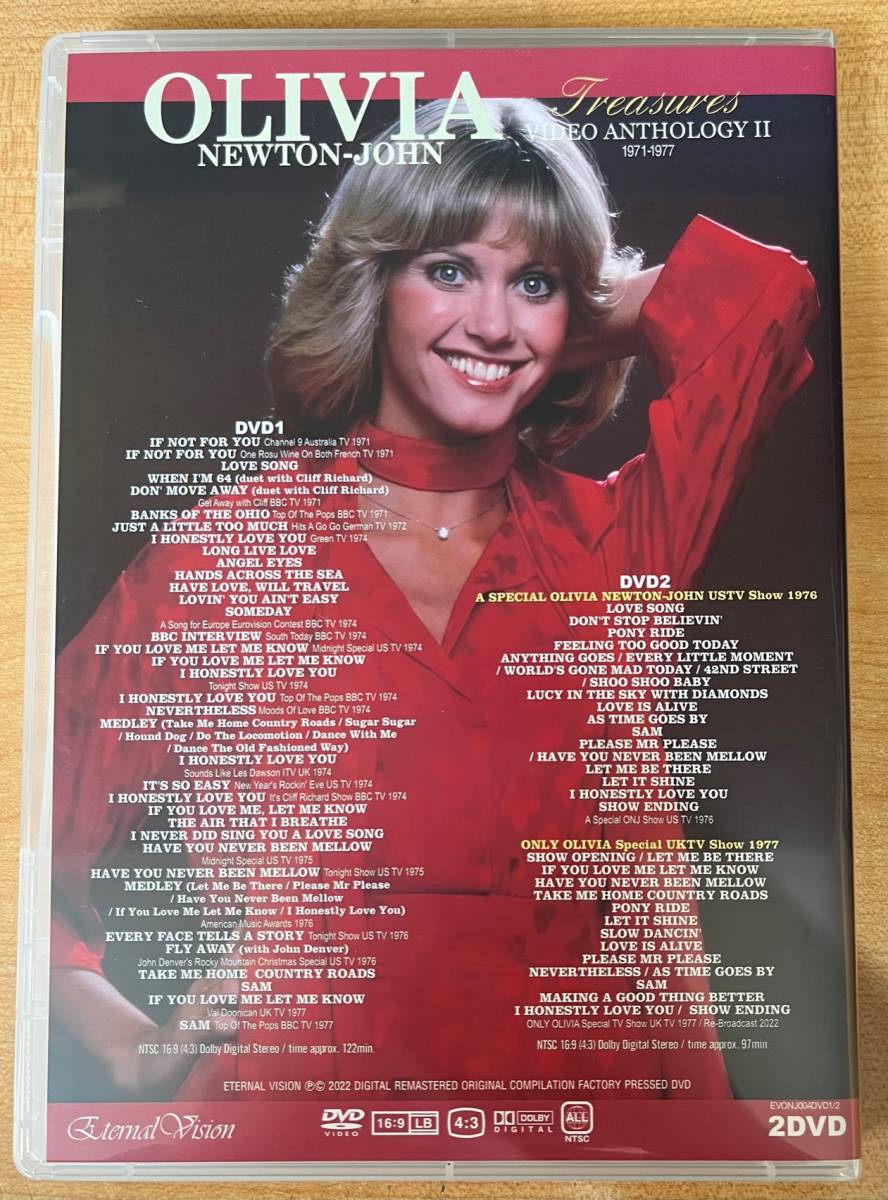 OLIVIA
NEWTON-JOHN
Treasures
VIDEO ANTHOLOGY II
1971-1977
DVD1
IF NOT FOR YOU Channel 9 Australia TV 1971
IF NOT FOR YOU One Rosu Wine On Both French TV 1971
LOVE SONG
WHEN I'M 64 (duet with Cliff Richard)
DON' MOVE AWAY (duet with Cliff Richard)
Get Away with Cliff BBC TV 1971
BANKS OF THE OHIO Top Of The Pops BBC TV 1971
JUST A LITTLE TOO MUCH Hits A Go Go German TV 1972
I HONESTLY LOVE YOU Green TV 1974
LONG LIVE LOVE
ANGEL EYES
HANDS ACROSS THE SEA
HAVE LOVE, WILL TRAVEL
LOVIN' YOU AIN'T EASY
SOMEDAY
A Song for Europe Eurovision Contest BBC TV 1974
BBC INTERVIEW South Today BBC TV 1974
IF YOU LOVE ME LET ME KNOW Midnight Special US TV 1974
IF YOU LOVE ME LET ME KNOW
I HONESTLY LOVE YOU
Tonight Show US TV 1974
I HONESTLY LOVE YOU Top Of The Pops BBC TV 1974
NEVERTHELESS Moods Of Love BBC TV 1974
MEDLEY (Take Me Home Country Roads / Sugar Sugar
/ Hound Dog / Do The Locomotion / Dance With Me
/ Dance The Old Fashioned Way)
I HONESTLY LOVE YOU
Sounds Like Les Dawson ITV UK 1974
IT'S SO EASY New Year's Rockin' Eve US TV 1974
I HONESTLY LOVE YOU It's Cliff Richard Show BBC TV 1974
IF YOU LOVE ME, LET ME KNOW
THE AIR THAT I BREATHE
I NEVER DID SING YOU A LOVE SONG
HAVE YOU NEVER BEEN MELLOW
Midnight Special US TV 1975
HAVE YOU NEVER BEEN MELLOW Tonight Show US TV 1975
MEDLEY (Let Me Be There / Please Mr Please
/ Have You Never Been Mellow
/ If You Love Me Let Me Know / I Honestly Love You)
American Music Awards 1976
EVERY FACE TELLS A STORY Tonight Show US TV 1976
FLY AWAY (with John Denver)
John Denver's Rocky Mountain Christmas Special US TV 1976
TAKE ME HOME COUNTRY ROADS
SAM
IF YOU LOVE ME LET ME KNOW
Val Doonican UK TV 1977
SAM Top Of The Pops BBC TV 1977
NTSC 16:9 (4:3) Dolby Digital Stereo / time approx. 122min.
DVD2
A SPECIAL OLIVIA NEWTON-JOHN USTV Show 1976
LOVE SONG
DON'T STOP BELIEVIN'
PONY RIDE
FEELING TOO GOOD TODAY
ANYTHING GOES / EVERY LITTLE MOMENT
/ WORLD'S GONE MAD TODAY / 42ND STREET
/ SHOO SHOO BABY
LUCY IN THE SKY WITH DIAMONDS
LOVE IS ALIVE
AS TIME GOES BY
SAM
PLEASE MR PLEASE
/ HAVE YOU NEVER BEEN MELLOW
LET ME BE THERE
LET IT SHINE
I HONESTLY LOVE YOU
SHOW ENDING
A Special ONJ Show US TV 1976
ONLY OLIVIA Special UKTV Show 1977
SHOW OPENING / LET ME BE THERE
IF YOU LOVE ME LET ME KNOW
HAVE YOU NEVER BEEN MELLOW
TAKE ME HOME COUNTRY ROADS
PONY RIDE
LET IT SHINE
SLOW DANCIN'
LOVE IS ALIVE
PLEASE MR PLEASE
NEVERTHELESS / AS TIME GOES BY
SAM
MAKING A GOOD THING BETTER
I HONESTLY LOVE YOU / SHOW ENDING
ONLY OLIVIA Special TV Show UK TV 1977 / Re-Broadcast 2022
NTSC 16:9 (4:3) Dolby Digital Stereo / time approx. 97min.
ETERNAL VISION ℗© 2022 DIGITAL REMASTERED ORIGINAL COMPILATION FACTORY PRESSED DVD
Eternal Vision
DVD VIDEO
16:9 LB
4:3
DOLBY DIGITAL
ALL NTSC
EVONJ004DVD1/2
2DVD